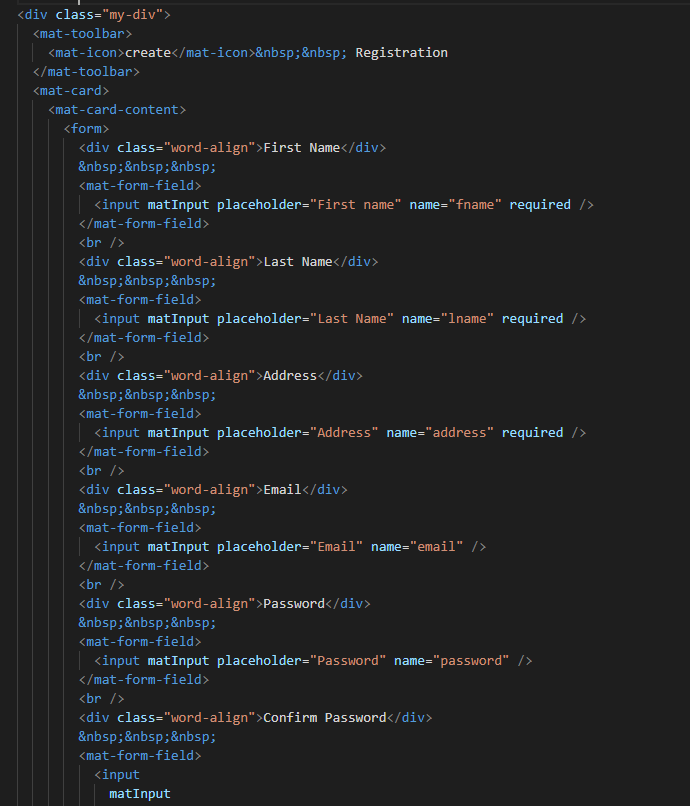 <div class="my-div">
<mat-toolbar>
<mat-icon>create</mat-icon>&nbsp;&nbsp; Registration
</mat-toolbar>
<mat-card>
<mat-card-content>
<form>
<div class="word-align">First Name</div>
&nbsp;&nbsp;&nbsp;
<mat-form-field>
<input matInput placeholder="First name" name="fname" required />
</mat-form-field>
<br />
<div class="word-align">Last Name</div>
&nbsp;&nbsp;&nbsp;
<mat-form-field>
<input matInput placeholder="Last Name" name="lname" required />
</mat-form-field>
<br />
<div class="word-align">Address</div>
&nbsp;&nbsp;&nbsp;
<mat-form-field>
<input matInput placeholder="Address" name="address" required />
</mat-form-field>
<br />
<div class="word-align">Email</div>
&nbsp;&nbsp;&nbsp;
<mat-form-field>
<input matInput placeholder="Email" name="email" />
</mat-form-field>
<br />
<div class="word-align">Password</div>
&nbsp;&nbsp;&nbsp;
<mat-form-field>
<input matInput placeholder="Password" name="password" />
</mat-form-field>
<br />
<div class="word-align">Confirm Password</div>
&nbsp;&nbsp;&nbsp;
<mat-form-field>
<input
matInput